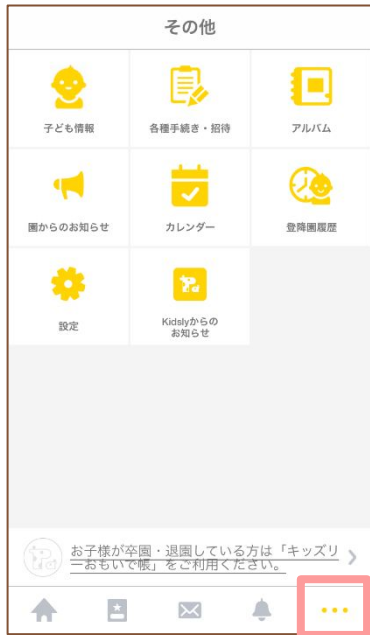 その他
子ども情報
各種手続き・招待
アルバム
園からのお知らせ
カレンダー
登降園履歴
設定
Kidslyからの
お知らせ
お子様が卒園・退園している方は「キッズリ
ーおもいで帳」をご利用ください。